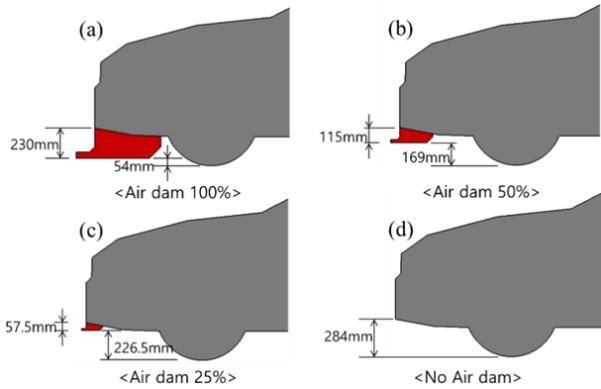 (a)
230mm
54mm
<Air dam 100%>
(b)
115mm
169mm
<Air dam 50%>
(c)
57.5mm
226.5mm
<Air dam 25%>
(d)
284mm
<No Air dam>